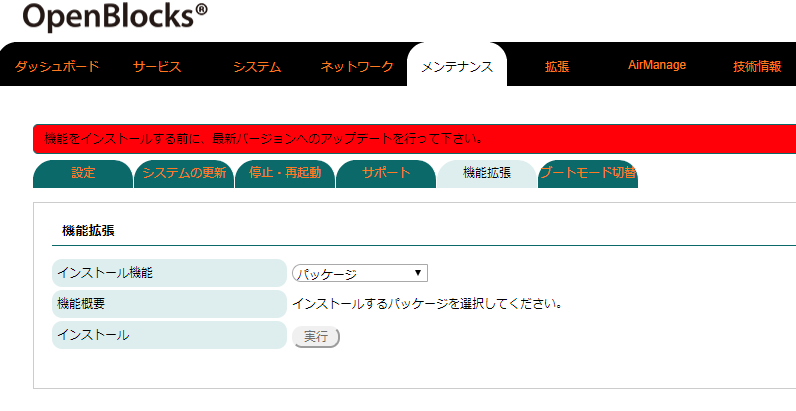 OpenBlocks®
ダッシュボード サービス システム ネットワーク メンテナンス 拡張 AirManage 技術情報
機能をインストールする前に、最新バージョンへのアップデートを行って下さい。
設定 システムの更新 停止・再起動 サポート 機能拡張 ブートモード切替
機能拡張
インストール機能 パッケージ
機能概要 インストールするパッケージを選択してください。
インストール 実行